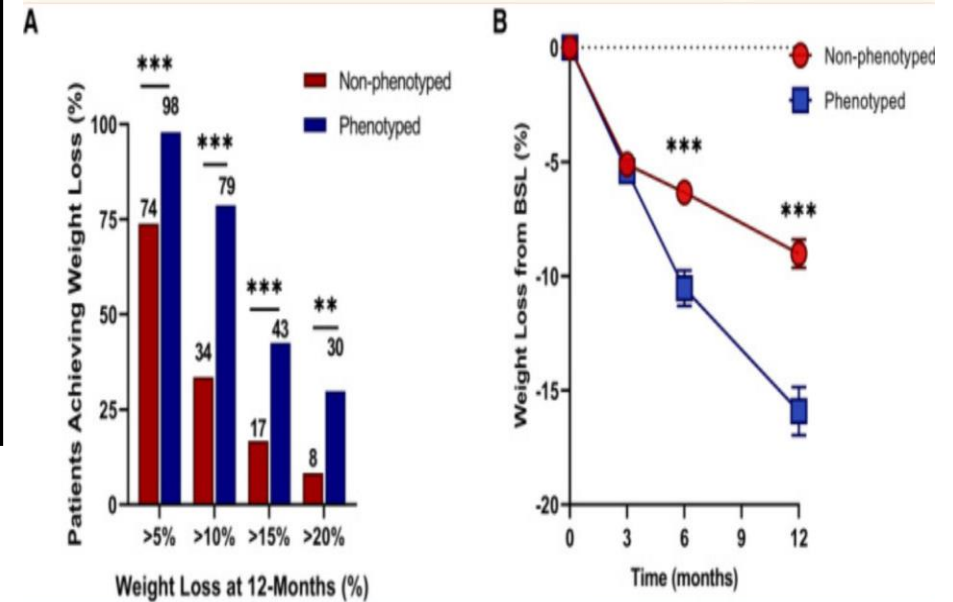 A
Patients Achieving Weight Loss (%)
100
75
50
25
0
***
98
74
***
79
34
***
43
17
**
30
8
Non-phenotyped
Phenotyped
>5% >10% >15% >20%
Weight Loss at 12-Months (%)
B
Weight Loss from BSL (%)
0
-5
-10
-15
-20
Non-phenotyped
Phenotyped
***
***
0 3 6 9 12
Time (months)